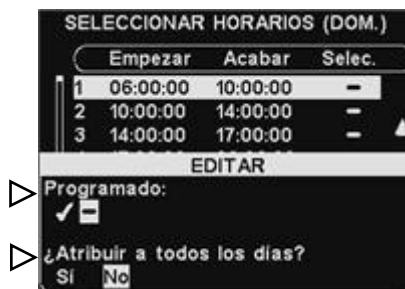 SELECCIONAR HORARIOS (DOM.)
Empezar Acabar Selec.
1 06:00:00 10:00:00 –
2 10:00:00 14:00:00 –
3 14:00:00 17:00:00 –
EDITAR
Programado:
✓ –
¿Atribuir a todos los días?
Sí No